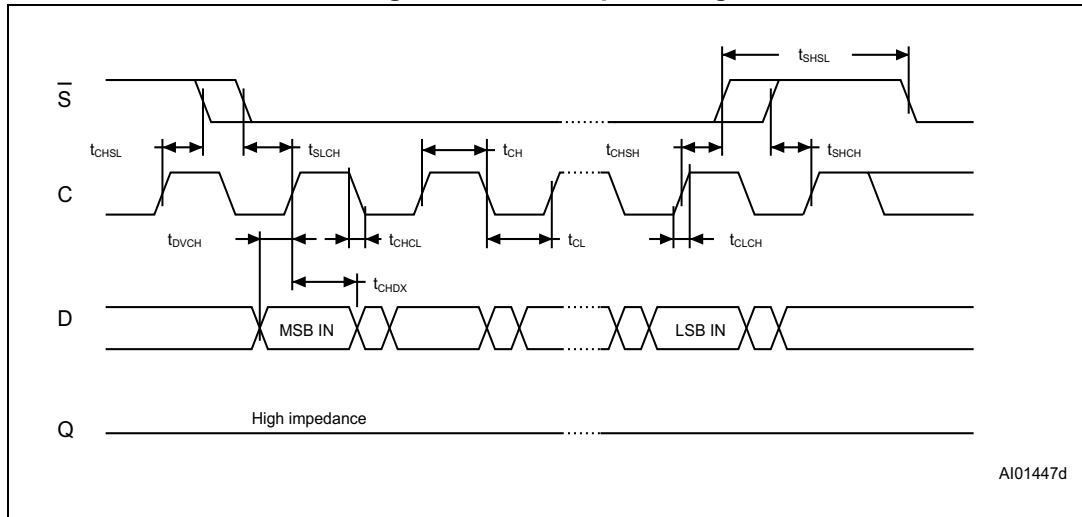 tSHSL
S
tCHSL
tSLCH
tCH
tCHSH
tSHCH
C
tDVCH
tCHCL
tCL
tCLCH
tCHDX
D
MSB IN
LSB IN
High impedance
Q
AI01447d